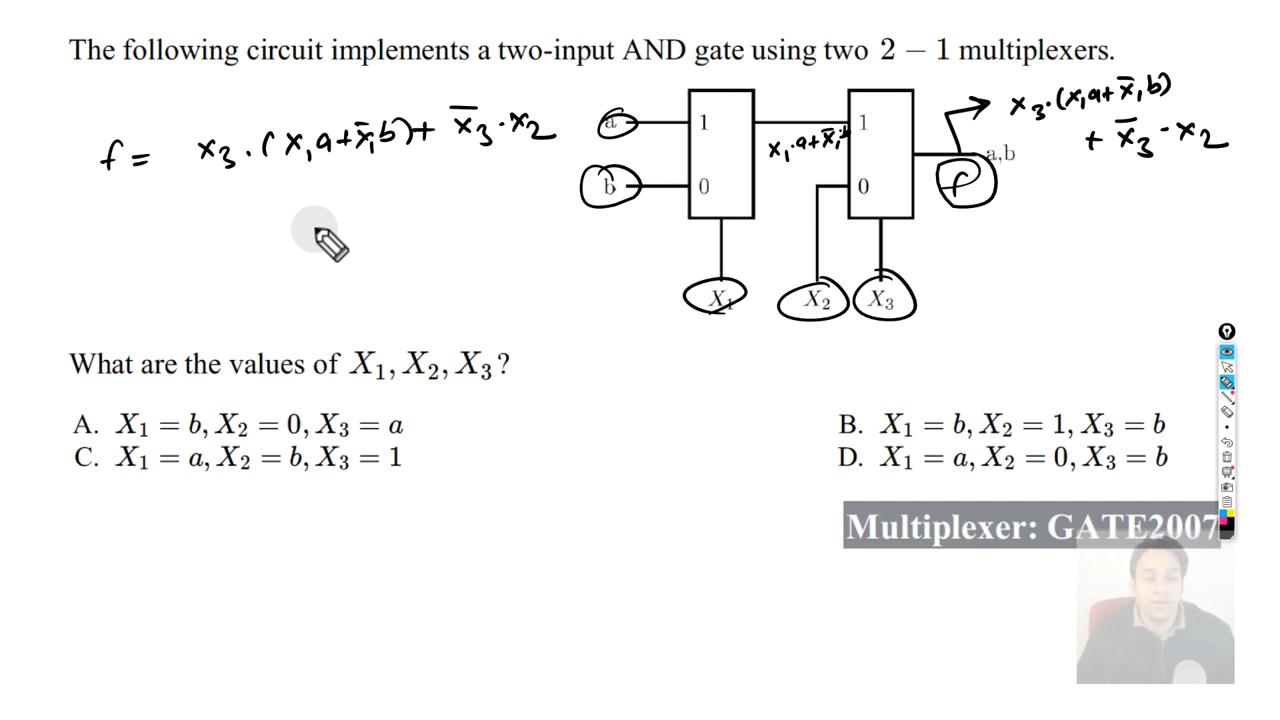 The following circuit implements a two-input AND gate using two 2 − 1 multiplexers.
f = x₃·(x₁a+x̅₁b)+ x̅₃·x₂
a
1
1
x₁·a+x̅₁·b
x₃·(x₁a+x̅₁b)
+ x̅₃·x₂
a,b
f
b
0
0
X₁
X₂
X₃
What are the values of X₁, X₂, X₃?
A. X₁ = b, X₂ = 0, X₃ = a
B. X₁ = b, X₂ = 1, X₃ = b
C. X₁ = a, X₂ = b, X₃ = 1
D. X₁ = a, X₂ = 0, X₃ = b
Multiplexer: GATE2007